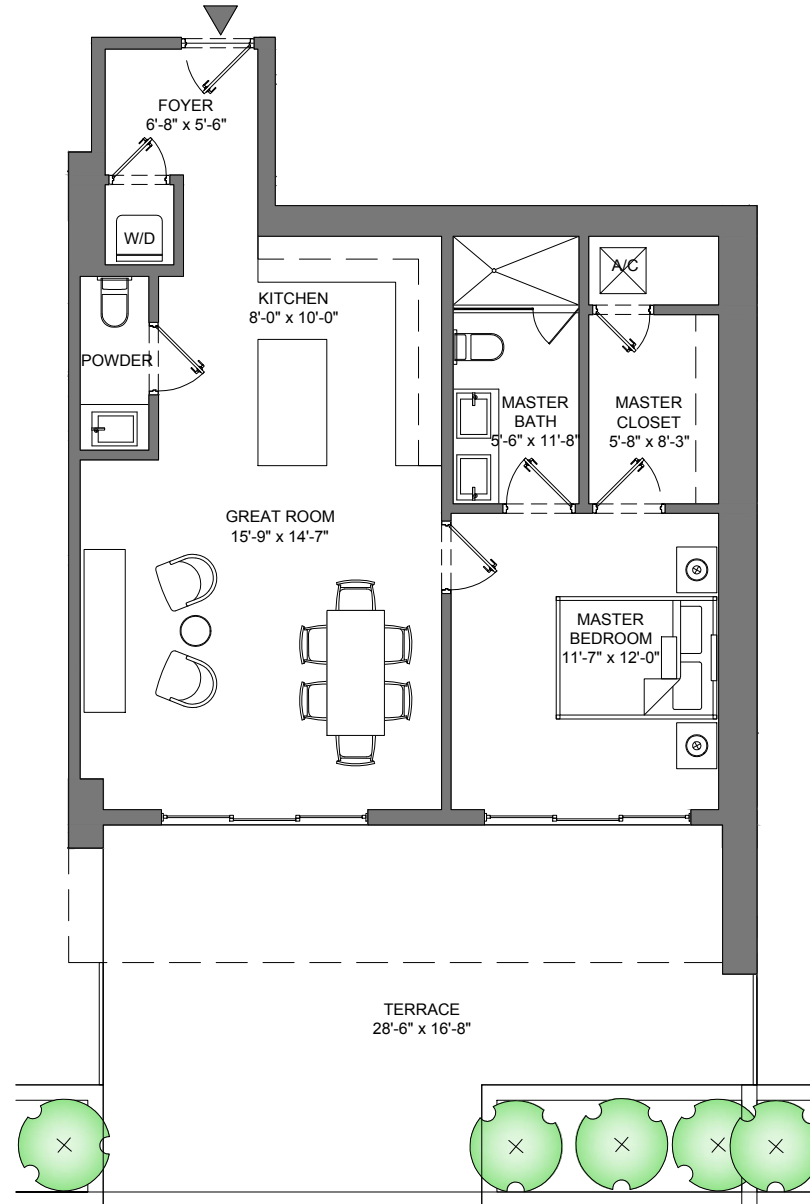 FOYER
6'-8" x 5'-6"
W/D
A/C
KITCHEN
8'-0" x 10'-0"
POWDER
MASTER
BATH
5'-6" x 11'-8"
MASTER
CLOSET
5'-8" x 8'-3"
GREAT ROOM
15'-9" x 14'-7"
MASTER
BEDROOM
11'-7" x 12'-0"
TERRACE
28'-6" x 16'-8"